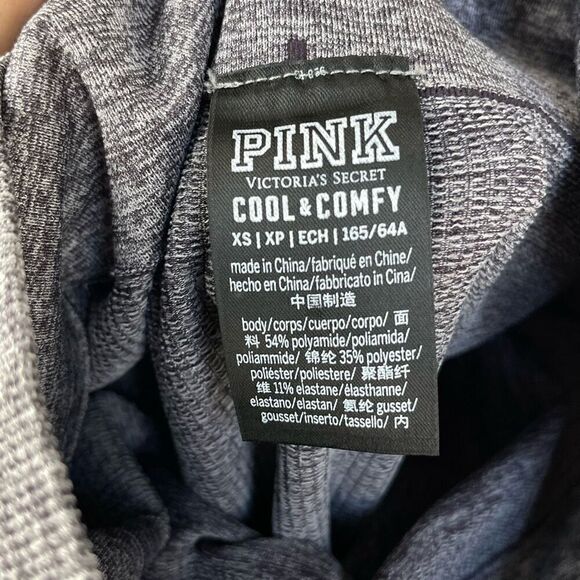 PINK
VICTORIA'S SECRET
COOL & COMFY
XS | XP | ECH | 165/64A
made in China/fabriqué en Chine/
hecho en China/fabbricato in Cina/
中国制造
body/corps/cuerpo/corpo/ 面
料 54% polyamide/poliamida/
poliammide/ 锦纶 35% polyester/
poliéster/poliestere/ 聚酯纤
维 11% elastane/élasthanne/
elastano/elastan/ 氨纶 gusset/
gousset/inserto/tassello/ 内